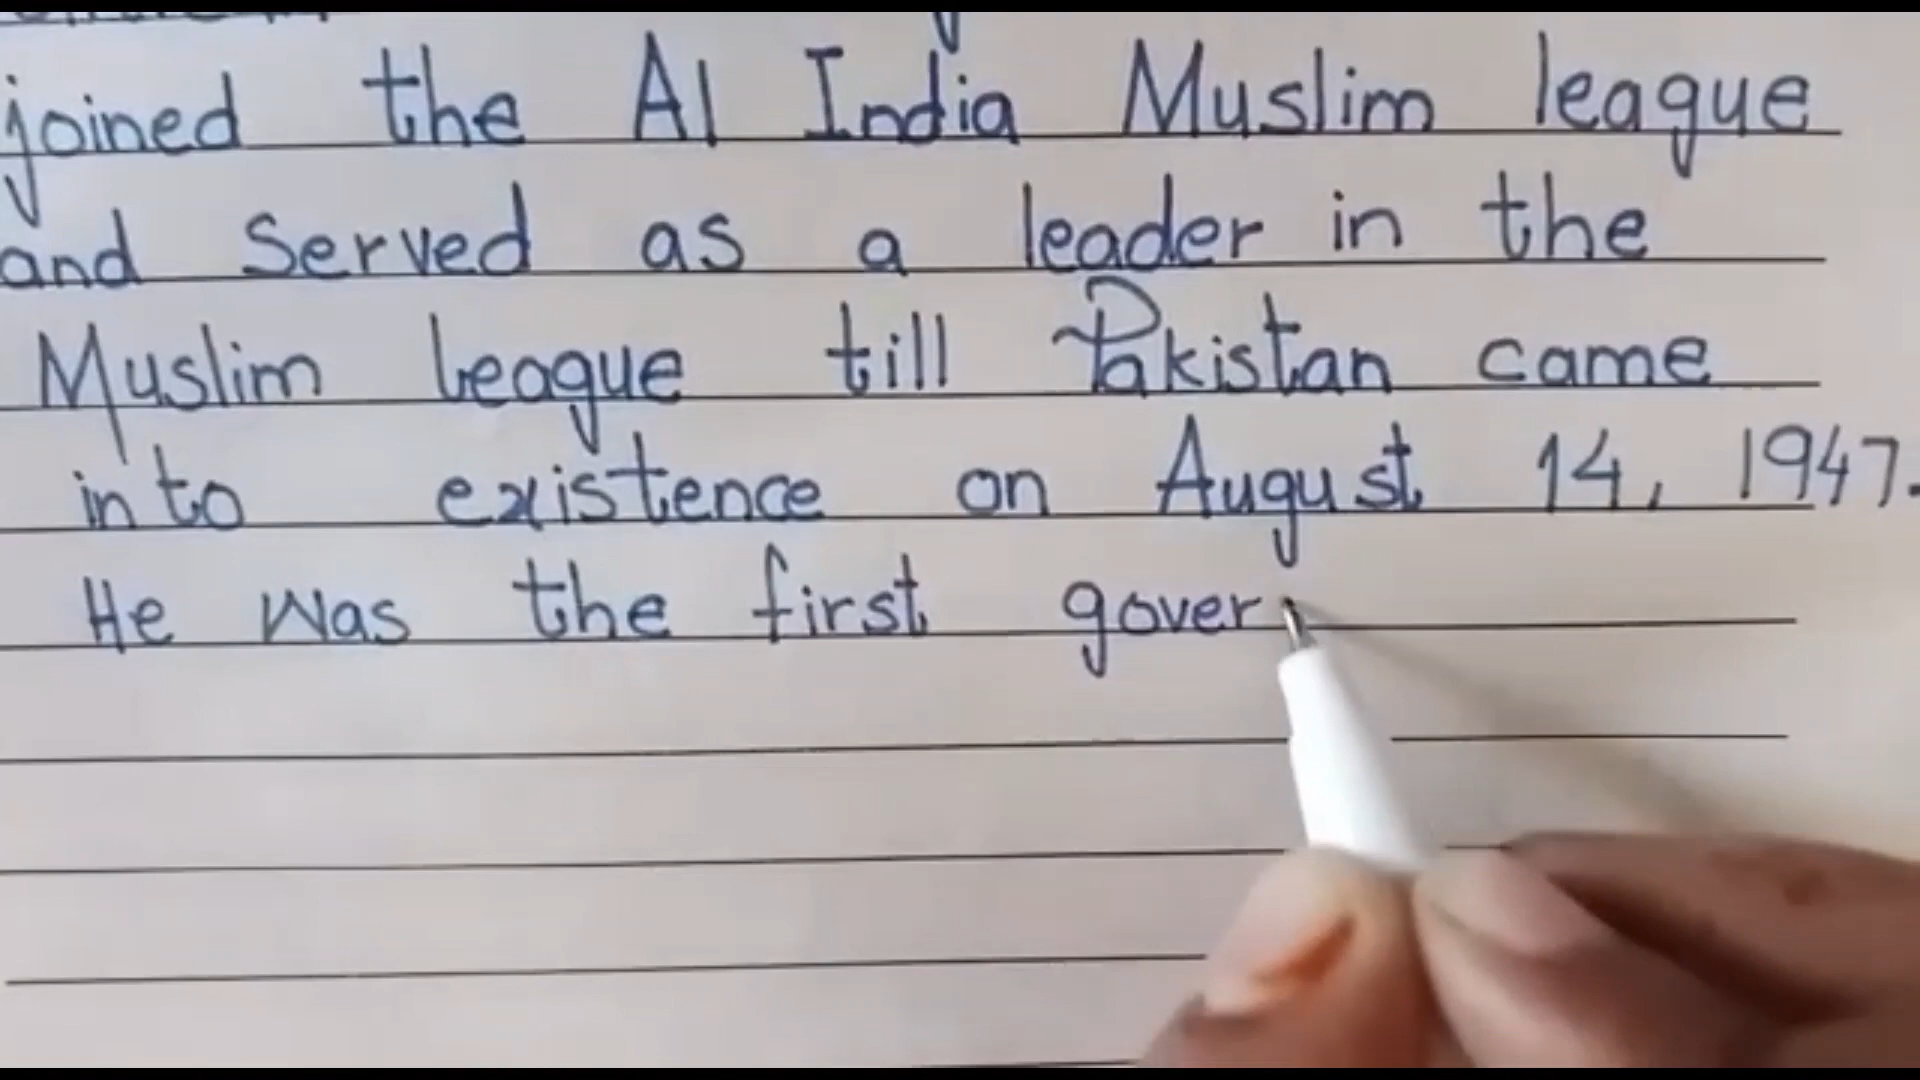 joined the Al India Muslim league
and Served as a leader in the
Muslim league till Pakistan came
into existence on August 14, 1947.
He was the first gover